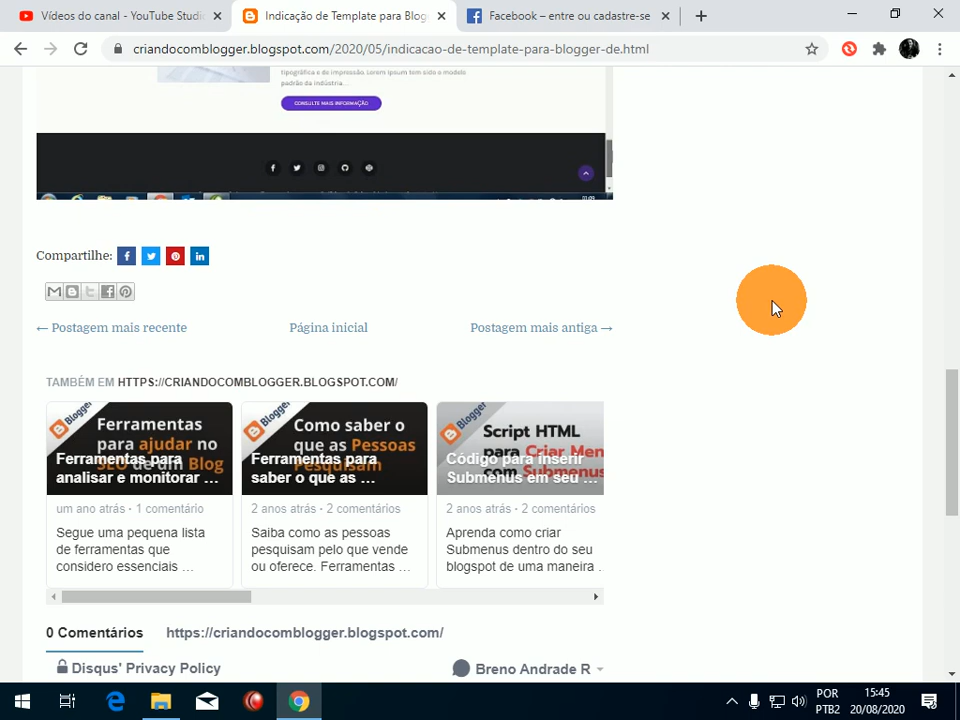 Vídeos do canal - YouTube Studio
Indicação de Template para Blog
Facebook – entre ou cadastre-se
criandocomblogger.blogspot.com/2020/05/indicacao-de-template-para-blogger-de.html
tipográfica e de impressão. Lorem Ipsum tem sido o modelo
padrão da indústria...
CONSULTE MAIS INFORMAÇÃO
Compartilhe:
← Postagem mais recente
Página inicial
Postagem mais antiga →
TAMBÉM EM HTTPS://CRIANDOCOMBLOGGER.BLOGSPOT.COM/
Blogger
Ferramentas
para ajudar no
SEO de um Blog
Ferramentas para
analisar e monitorar ...
um ano atrás · 1 comentário
Segue uma pequena lista
de ferramentas que
considero essenciais ...
Blogger
Como saber o
que as Pessoas
Pesquisam
Ferramentas para
saber o que as ...
2 anos atrás · 2 comentários
Saiba como as pessoas
pesquisam pelo que vende
ou oferece. Ferramentas ...
Blogger
Script HTML
para Criar Men
com Submenus
Código para inserir
Submenus em seu ...
2 anos atrás · 2 comentários
Aprenda como criar
Submenus dentro do seu
blogspot de uma maneira ..
0 Comentários
https://criandocomblogger.blogspot.com/
Disqus' Privacy Policy
Breno Andrade R
POR
PTB2
15:45
20/08/2020